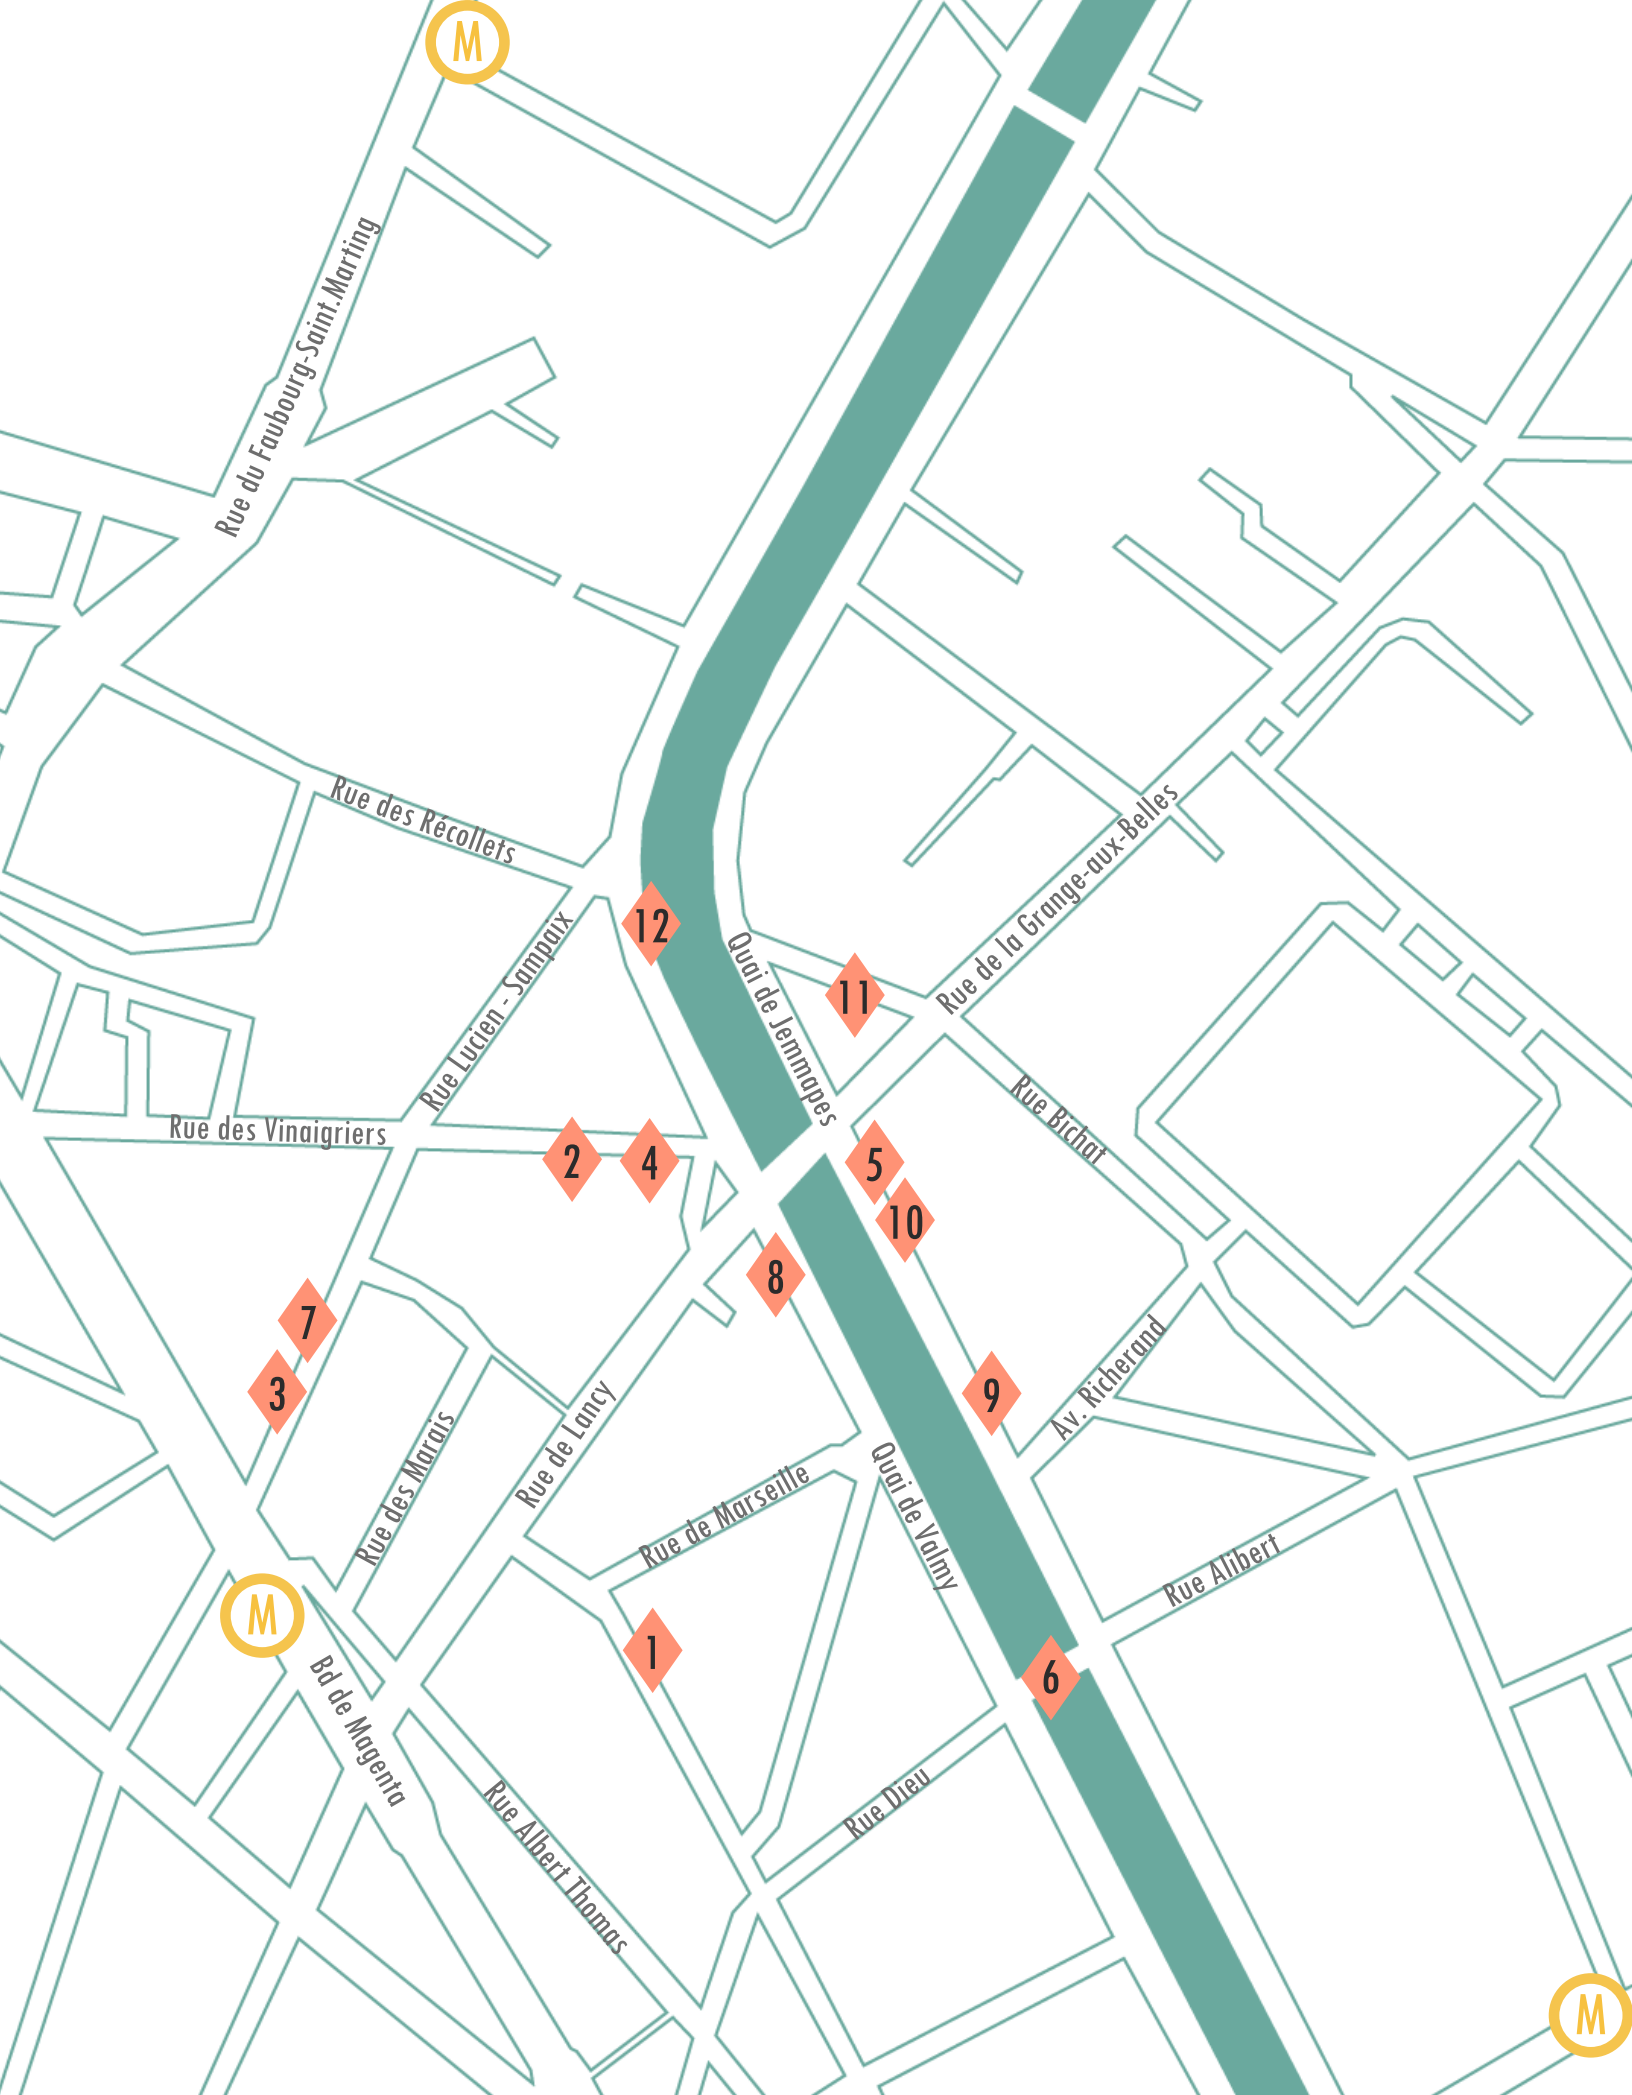 M
Rue du Faubourg-Saint.Marting
Rue des Récollets
Rue de la Grange-aux-Belles
12
Quai de Jemmapes
11
Rue Lucien - Sampaix
Rue des Vinaigriers
Rue Bichat
2
4
5
10
8
7
3
9
Av. Richerand
Rue des Marais
Rue de Lancy
Quai de Valmy
Rue de Marseille
Rue Alibert
M
1
6
Bd de Magenta
Rue Dieu
Rue Albert Thomas
M